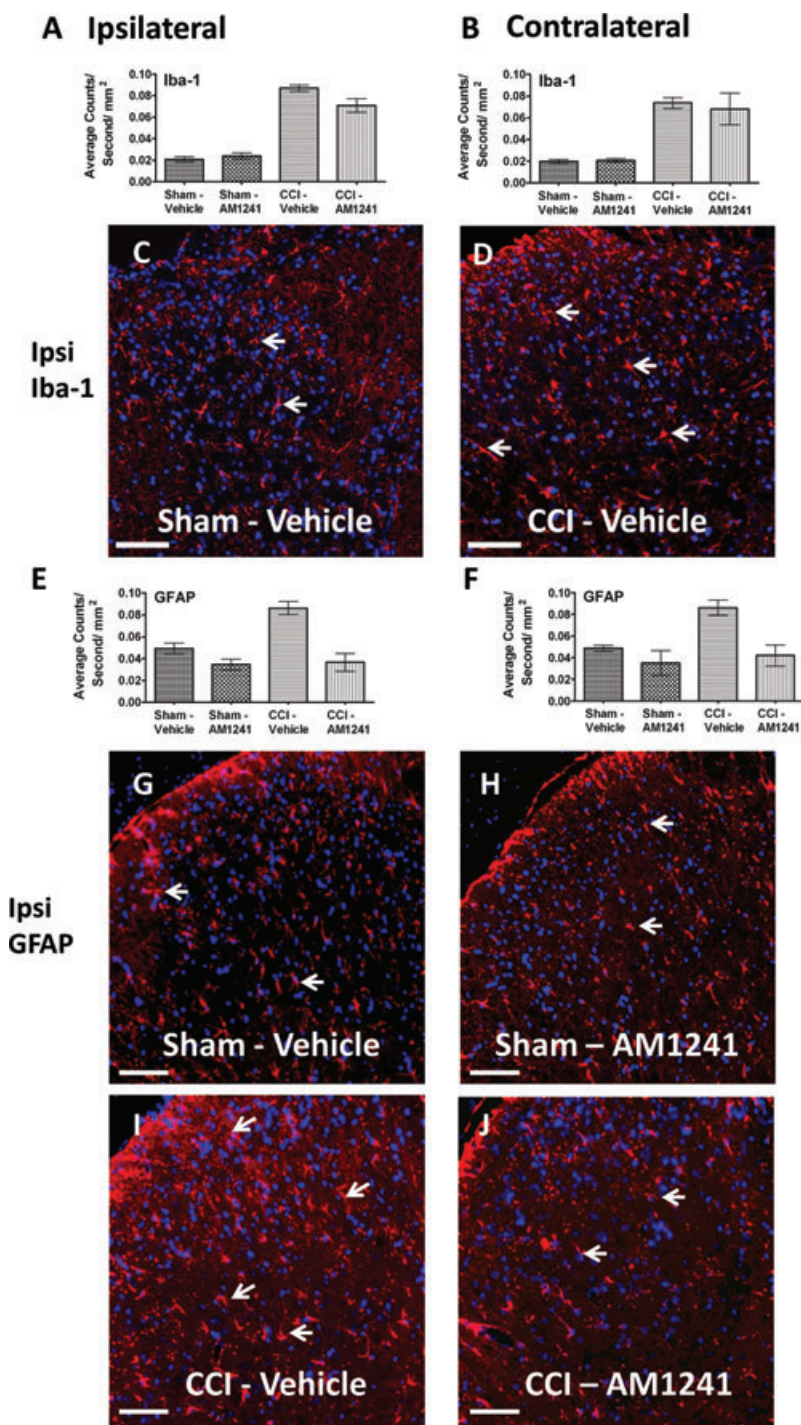 A Ipsilateral
B Contralateral
Average Counts/
Second/ mm²
0.10
0.08
0.06
0.04
0.02
0.00
Iba-1
Sham -
Vehicle
Sham -
AM1241
CCI -
Vehicle
CCI -
AM1241
Average Counts/
Second/ mm²
0.10
0.08
0.06
0.04
0.02
0.00
Iba-1
Sham -
Vehicle
Sham -
AM1241
CCI -
Vehicle
CCI -
AM1241
Ipsi
Iba-1
C
Sham - Vehicle
D
CCI - Vehicle
E
Average Counts/
Second/ mm²
0.10
0.08
0.06
0.04
0.02
0.00
GFAP
Sham -
Vehicle
Sham -
AM1241
CCI -
Vehicle
CCI -
AM1241
F
Average Counts/
Second/ mm²
0.10
0.08
0.06
0.04
0.02
0.00
GFAP
Sham -
Vehicle
Sham -
AM1241
CCI -
Vehicle
CCI -
AM1241
Ipsi
GFAP
G
Sham - Vehicle
H
Sham – AM1241
I
CCI - Vehicle
J
CCI – AM1241